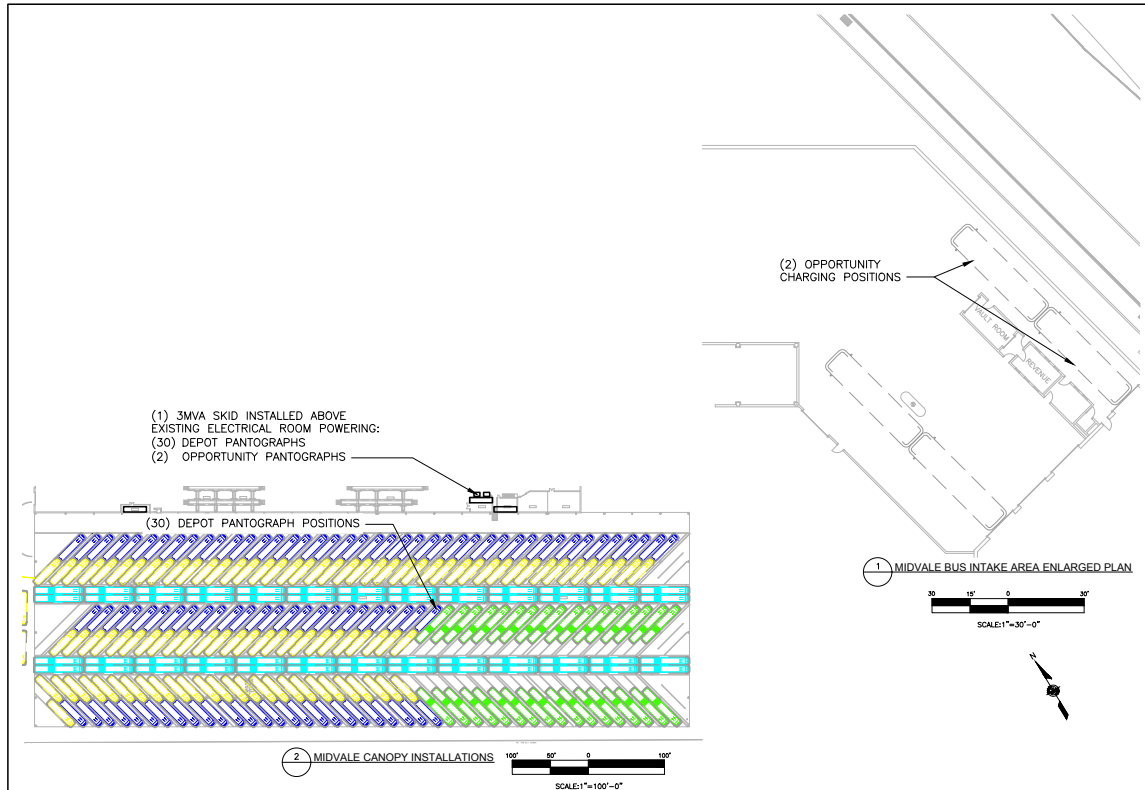 (2) OPPORTUNITY
CHARGING POSITIONS
VAULT ROOM
REVENUE
(1) 3MVA SKID INSTALLED ABOVE
EXISTING ELECTRICAL ROOM POWERING:
(30) DEPOT PANTOGRAPHS
(2) OPPORTUNITY PANTOGRAPHS
(30) DEPOT PANTOGRAPH POSITIONS
1 MIDVALE BUS INTAKE AREA ENLARGED PLAN
30 15' 0 30'
SCALE:1"=30'-0"
N
2 MIDVALE CANOPY INSTALLATIONS
100' 50' 0 100'
SCALE:1"=100'-0"